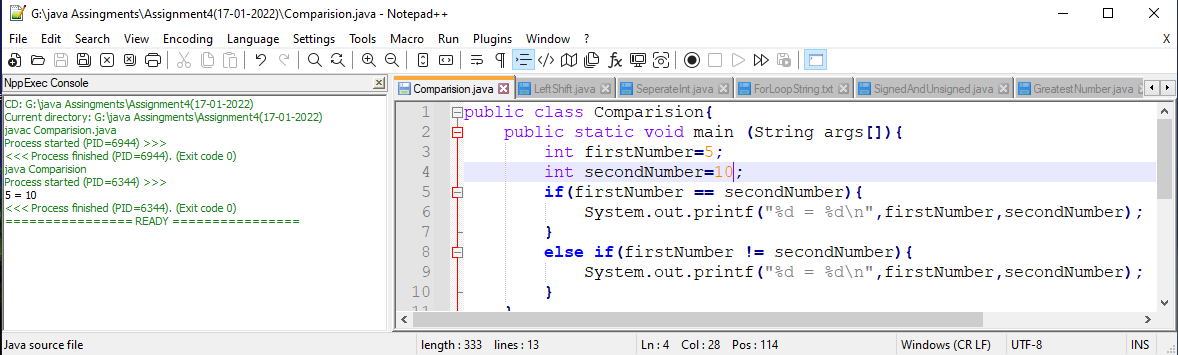 G:\java Assingments\Assignment4(17-01-2022)\Comparision.java - Notepad++
File Edit Search View Encoding Language Settings Tools Macro Run Plugins Window ? X
NppExec Console
CD: G:\java Assingments\Assignment4(17-01-2022)
Current directory: G:\java Assingments\Assignment4(17-01-2022)
javac Comparision.java
Process started (PID=6944) >>>
<<< Process finished (PID=6944). (Exit code 0)
java Comparision
Process started (PID=6344) >>>
5 = 10
<<< Process finished (PID=6344). (Exit code 0)
================ READY ================
Comparison.java LeftShift.java SeperateInt.java ForLoopString.txt SignedAndUnsigned.java GreatestNumber.java
1 public class Comparision{
2 public static void main (String args[]){
3 int firstNumber=5;
4 int secondNumber=10;
5 if(firstNumber == secondNumber){
6 System.out.printf("%d = %d\n",firstNumber,secondNumber);
7 }
8 else if(firstNumber != secondNumber){
9 System.out.printf("%d = %d\n",firstNumber,secondNumber);
10 }
Java source file length : 333 lines : 13 Ln : 4 Col : 28 Pos : 114 Windows (CR LF) UTF-8 INS